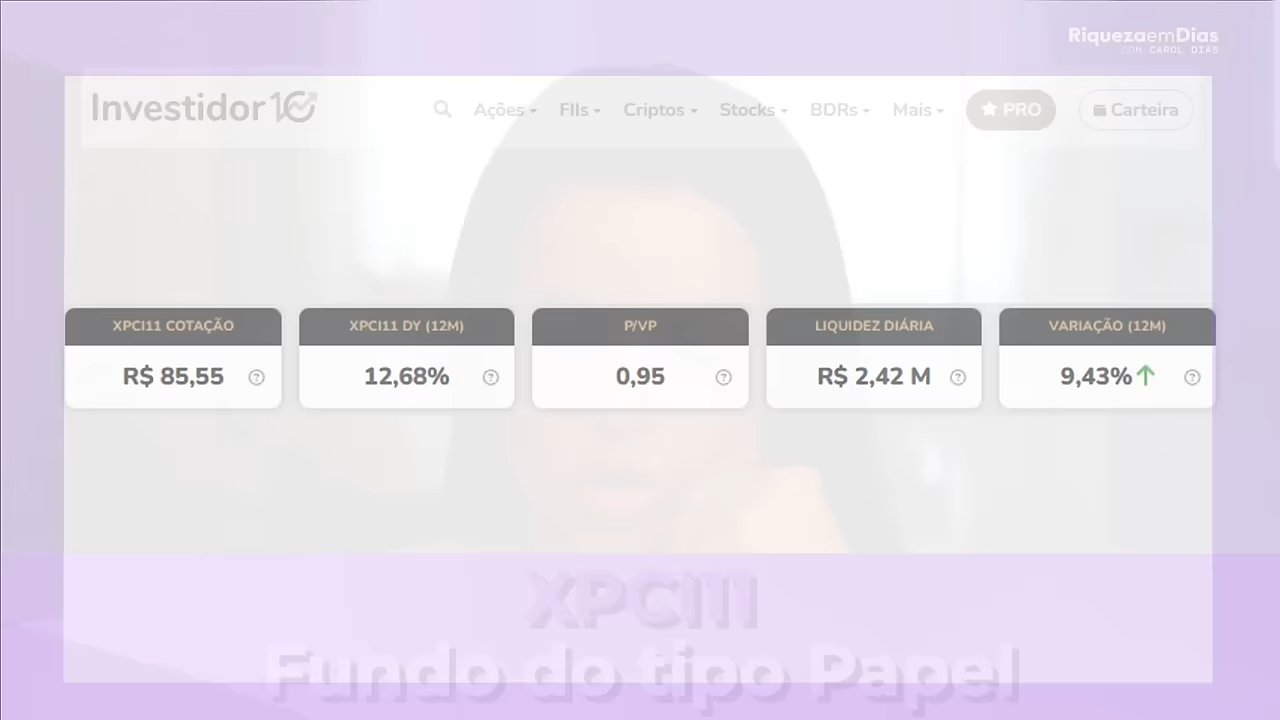 RiquezaemDias
COM CAROL DIAS
Investidor10
Ações FIIs Criptos Stocks BDRs Mais PRO Carteira
XPCI11 COTAÇÃO XPCI11 DY (12M) P/VP LIQUIDEZ DIÁRIA VARIAÇÃO (12M)
R$ 85,55 12,68% 0,95 R$ 2,42 M 9,43%
XPCI11
Fundo do tipo Papel